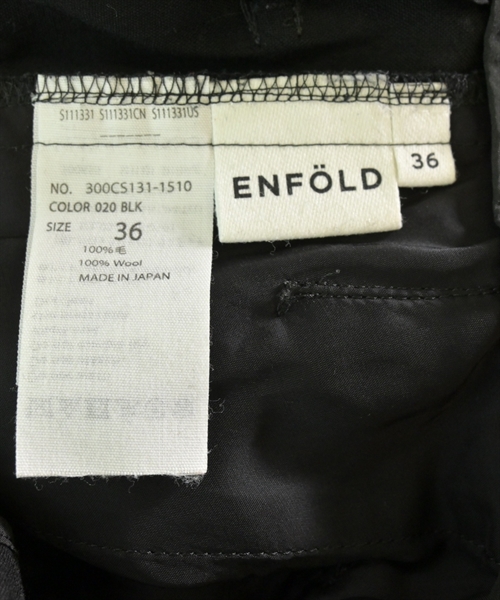 S111331 S111331CN S111331US
NO. 300CS131-1510
COLOR 020 BLK
SIZE 36
100%毛
100% Wool
MADE IN JAPAN
ENFÖLD
36